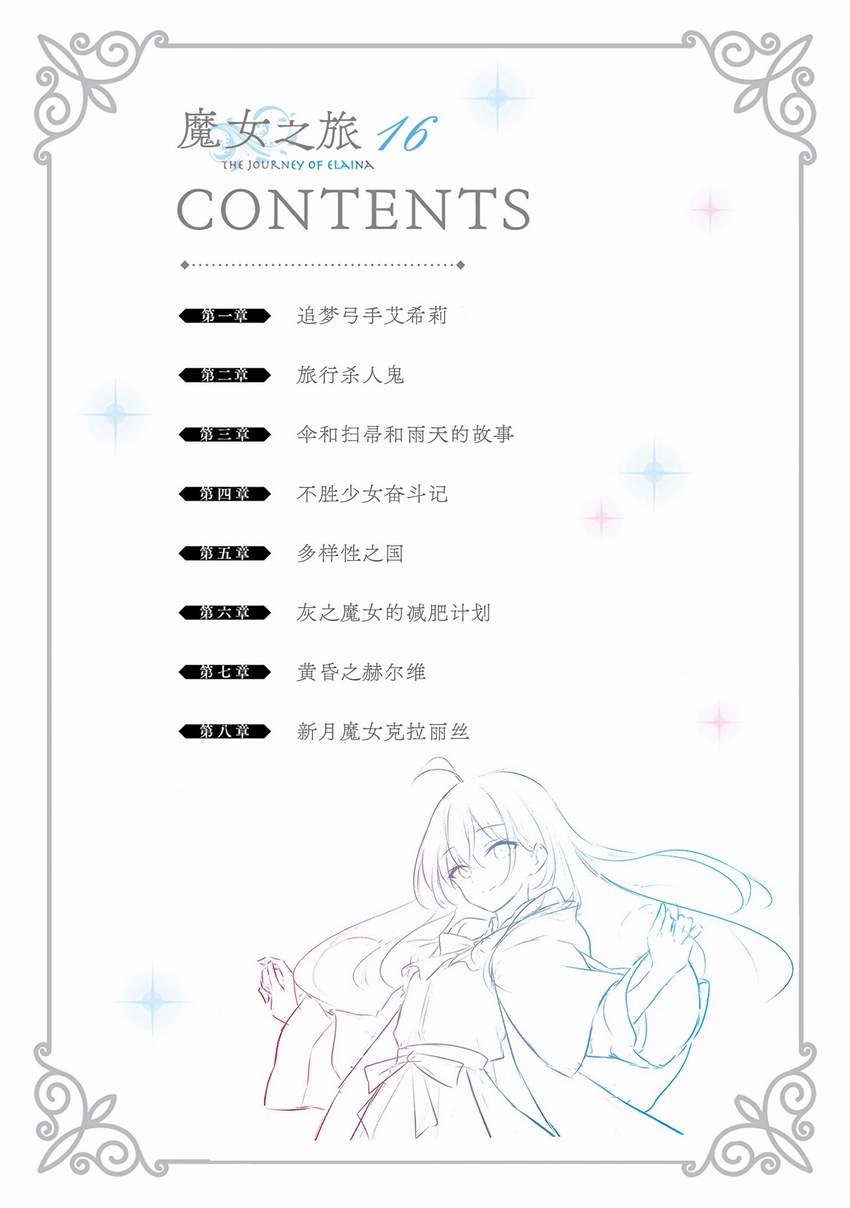 魔女之旅 16
THE JOURNEY OF ELAINA
CONTENTS
第一章 追梦弓手艾希莉
第二章 旅行杀人鬼
第三章 伞和扫帚和雨天的故事
第四章 不胜少女奋斗记
第五章 多样性之国
第六章 灰之魔女的减肥计划
第七章 黄昏之赫尔维
第八章 新月魔女克拉丽丝